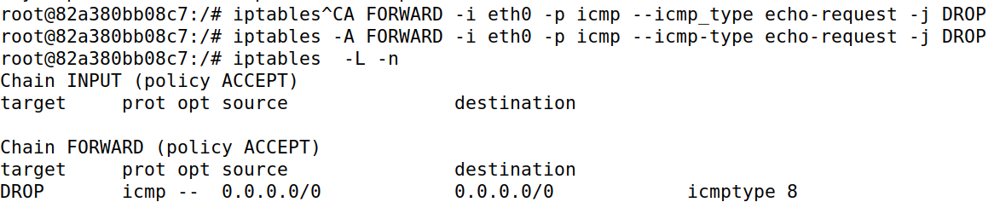 root@82a380bb08c7:/# iptables^CA FORWARD -i eth0 -p icmp --icmp_type echo-request -j DROP
root@82a380bb08c7:/# iptables -A FORWARD -i eth0 -p icmp --icmp-type echo-request -j DROP
root@82a380bb08c7:/# iptables  -L -n
Chain INPUT (policy ACCEPT)
target     prot opt source               destination

Chain FORWARD (policy ACCEPT)
target     prot opt source               destination
DROP       icmp --  0.0.0.0/0            0.0.0.0/0            icmptype 8